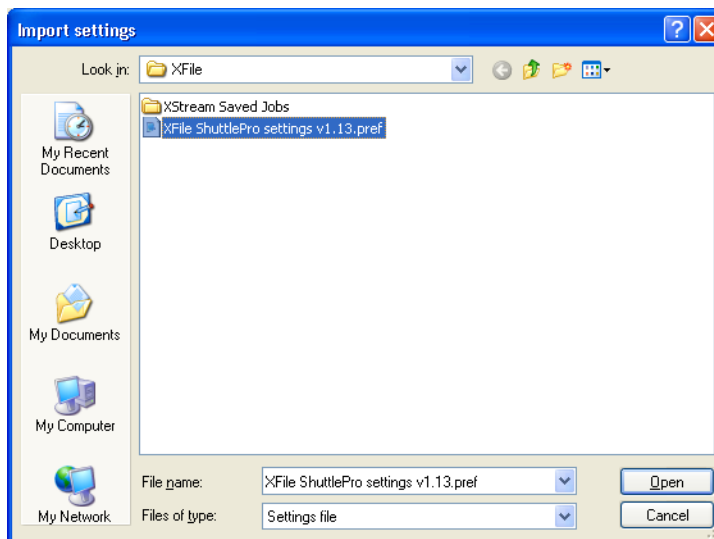 Import settings
Look in: XFile
XStream Saved Jobs
XFile ShuttlePro settings v1.13.pref
My Recent
Documents
Desktop
My Documents
My Computer
My Network
File name: XFile ShuttlePro settings v1.13.pref Open
Files of type: Settings file Cancel